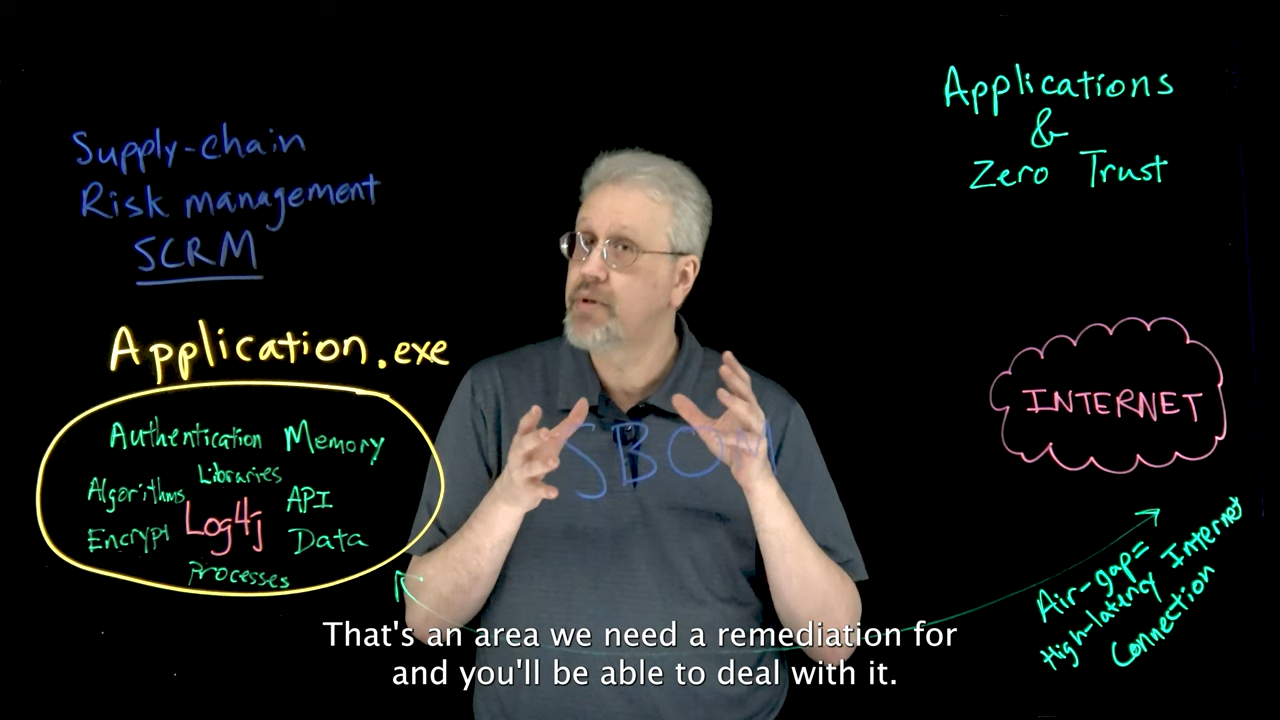 Supply-chain
Risk management
SCRM
Application.exe
Authentication Memory
Libraries
Algorithms
API
Log4j
Encrypt
Data
Processes
SBOM
Applications
&
Zero Trust
INTERNET
Air-gap=
High-latency Internet
Connection
That's an area we need a remediation for
and you'll be able to deal with it.